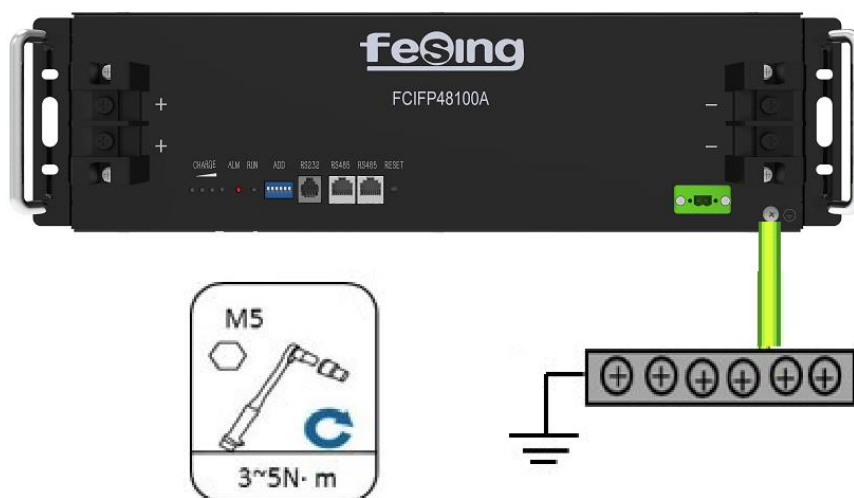 fesing
FCIFP48100A
+ −
+ −
CHARGE ALM RUN ADD RS232 RS485 RS485 RESET
M5
3~5N· m